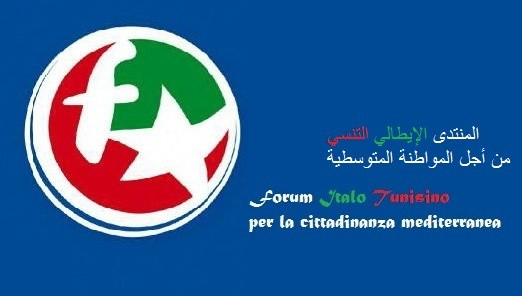 f
المنتدى الإيطالي التنسي
من أجل المواطنة المتوسطية
Forum Italo Tunisino
per la cittadinanza mediterranea